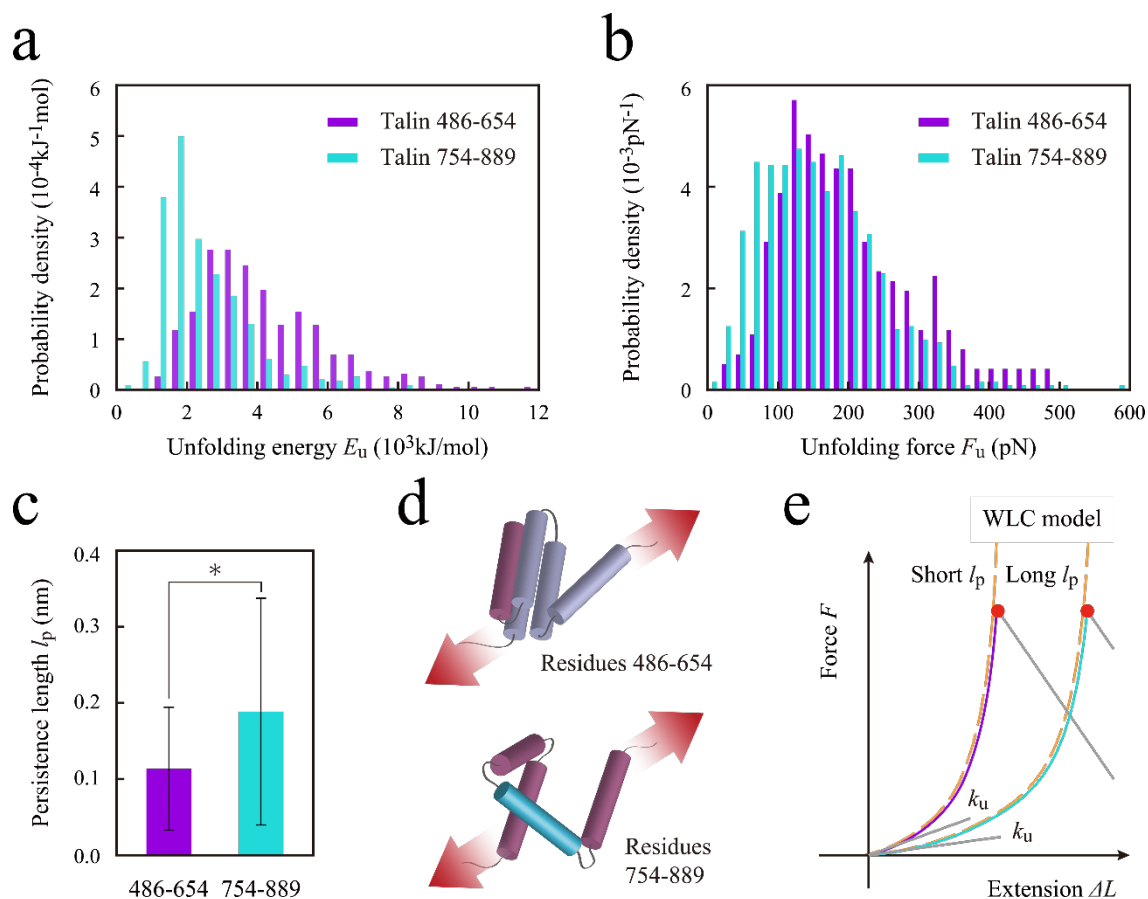 a
Probability density (10⁻⁴kJ⁻¹mol)
6
5
4
3
2
1
0
Talin 486-654
Talin 754-889
0 2 4 6 8 10 12
Unfolding energy Eu (10³kJ/mol)
b
Probability density (10⁻³pN⁻¹)
6
4
2
0
Talin 486-654
Talin 754-889
0 100 200 300 400 500 600
Unfolding force Fu (pN)
c
Persistence length lp (nm)
0.4
0.3
0.2
0.1
0.0
*
486-654 754-889
d
Residues 486-654
Residues
754-889
e
WLC model
Short lp Long lp
Force F
ku
ku
Extension ΔL